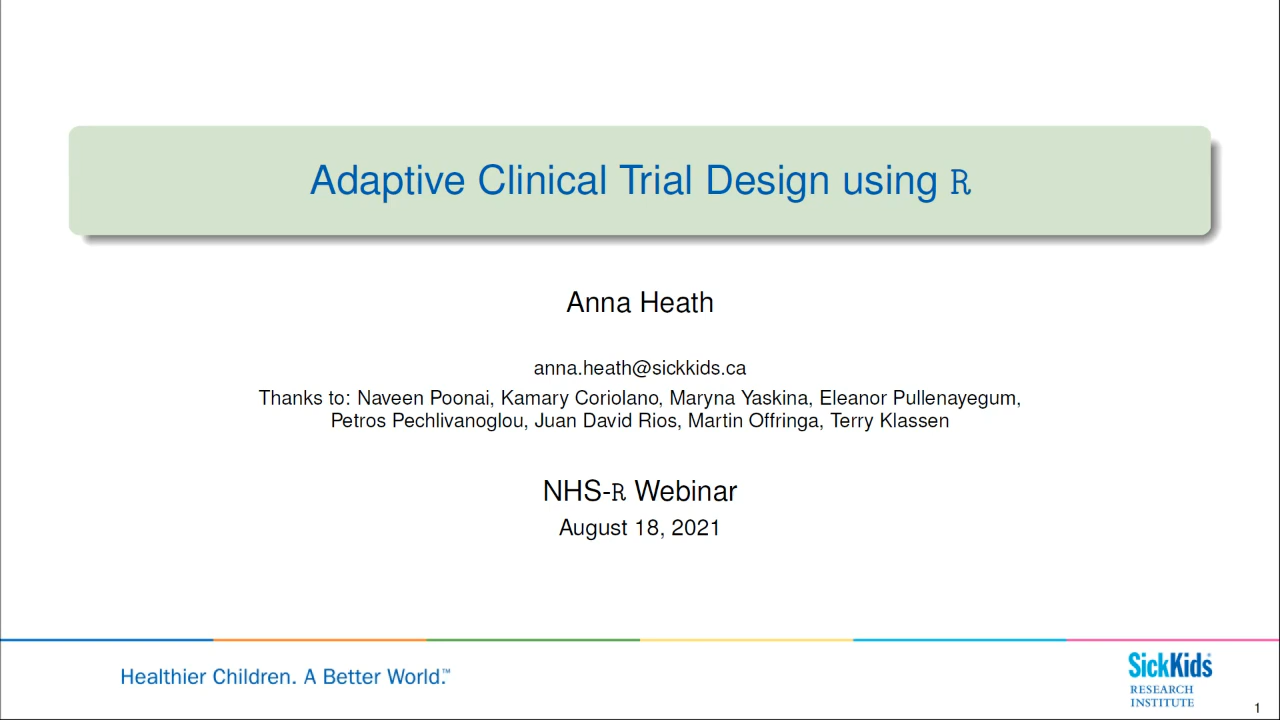 Adaptive Clinical Trial Design using R
Anna Heath
anna.heath@sickkids.ca
Thanks to: Naveen Poonai, Kamary Coriolano, Maryna Yaskina, Eleanor Pullenayegum,
Petros Pechlivanoglou, Juan David Rios, Martin Offringa, Terry Klassen
NHS-R Webinar
August 18, 2021
Healthier Children. A Better World.™
SickKids®
RESEARCH
INSTITUTE
1